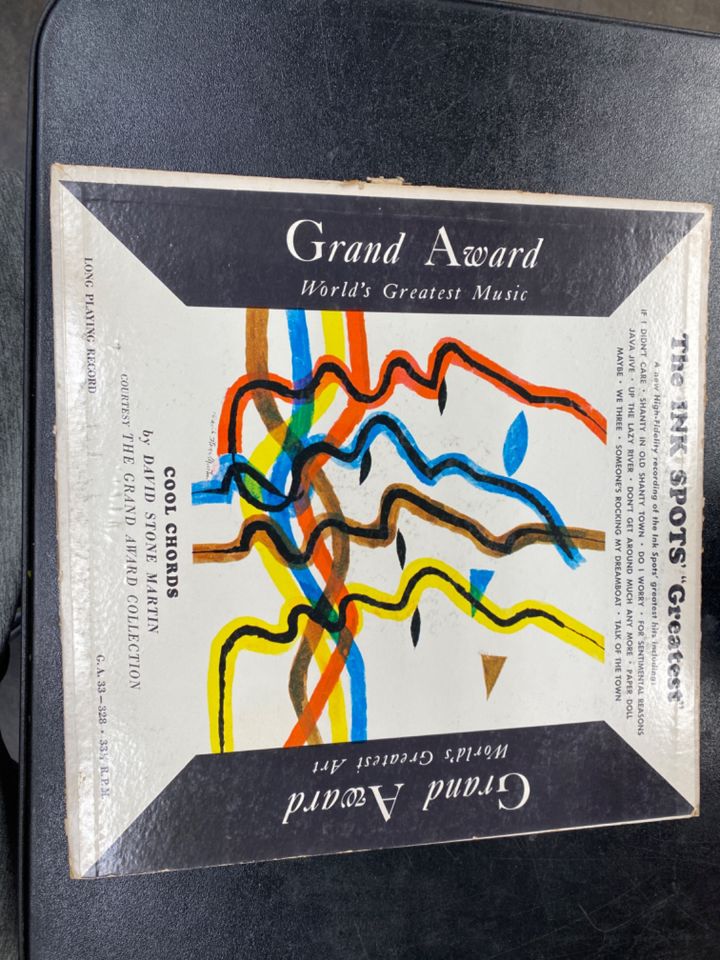 The INK SPOTS' "Greatest"
A new High-Fidelity recording of the Ink Spots' greatest hits including:
IF I DIDN'T CARE • SHANTY IN OLD SHANTY TOWN • DO I WORRY • FOR SENTIMENTAL REASONS
JAVA JIVE • UP THE LAZY RIVER • DON'T GET AROUND MUCH ANY MORE • PAPER DOLL
MAYBE • WE THREE • SOMEONE'S ROCKING MY DREAMBOAT • TALK OF THE TOWN
Grand Award
World's Greatest Music
Grand Award
World's Greatest Art
COOL CHORDS
by DAVID STONE MARTIN
COURTESY THE GRAND AWARD COLLECTION
LONG PLAYING RECORD
G.A. 33-328 • 33⅓ R.P.M.